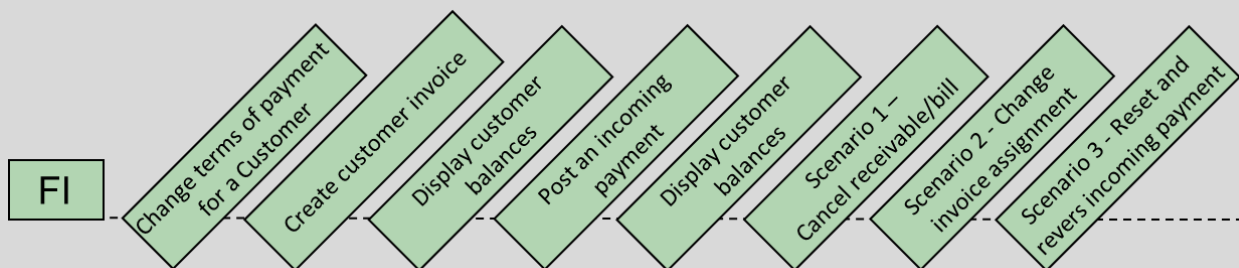 FI
Change terms of payment
for a Customer
Create customer invoice
Display customer
balances
Post an incoming
payment
Display customer
balances
Scenario 1 –
Cancel receivable/bill
Scenario 2 - Change
invoice assignment
Scenario 3 - Reset and
revers incoming payment